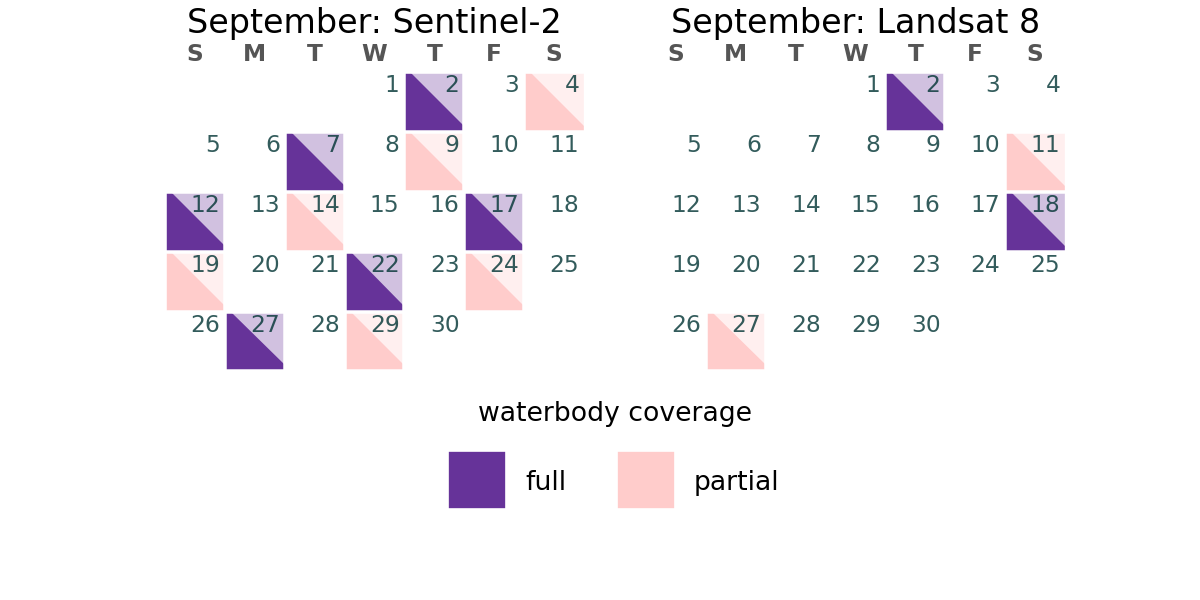 September: Sentinel-2
S M T W T F S
1 2 3 4
5 6 7 8 9 10 11
12 13 14 15 16 17 18
19 20 21 22 23 24 25
26 27 28 29 30
September: Landsat 8
S M T W T F S
1 2 3 4
5 6 7 8 9 10 11
12 13 14 15 16 17 18
19 20 21 22 23 24 25
26 27 28 29 30
waterbody coverage
full
partial